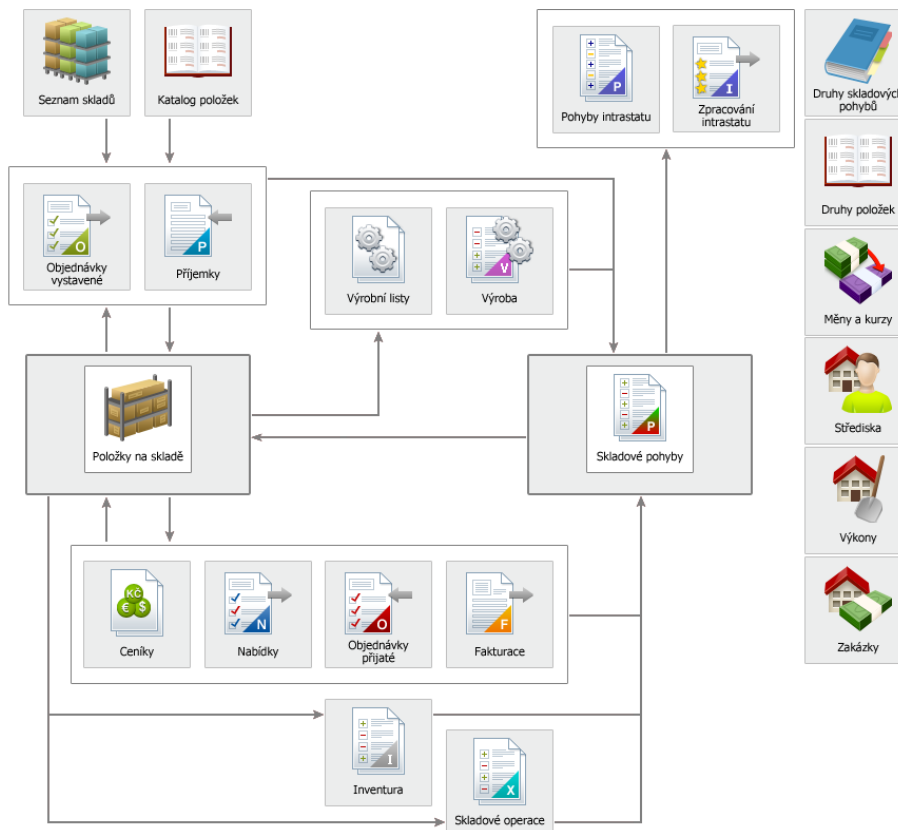 Seznam skladů
Katalog položek
Pohyby intrastatu
Zpracování
intrastatu
Druhy skladových
pohybů
Druhy položek
Objednávky
vystavené
Příjemky
Výrobní listy
Výroba
Měny a kurzy
Střediska
Položky na skladě
Skladové pohyby
Výkony
Ceníky
Nabídky
Objednávky
přijaté
Fakturace
Zakázky
Inventura
Skladové operace
P
I
O
P
V
P
KČ
€ $
N
O
F
I
X